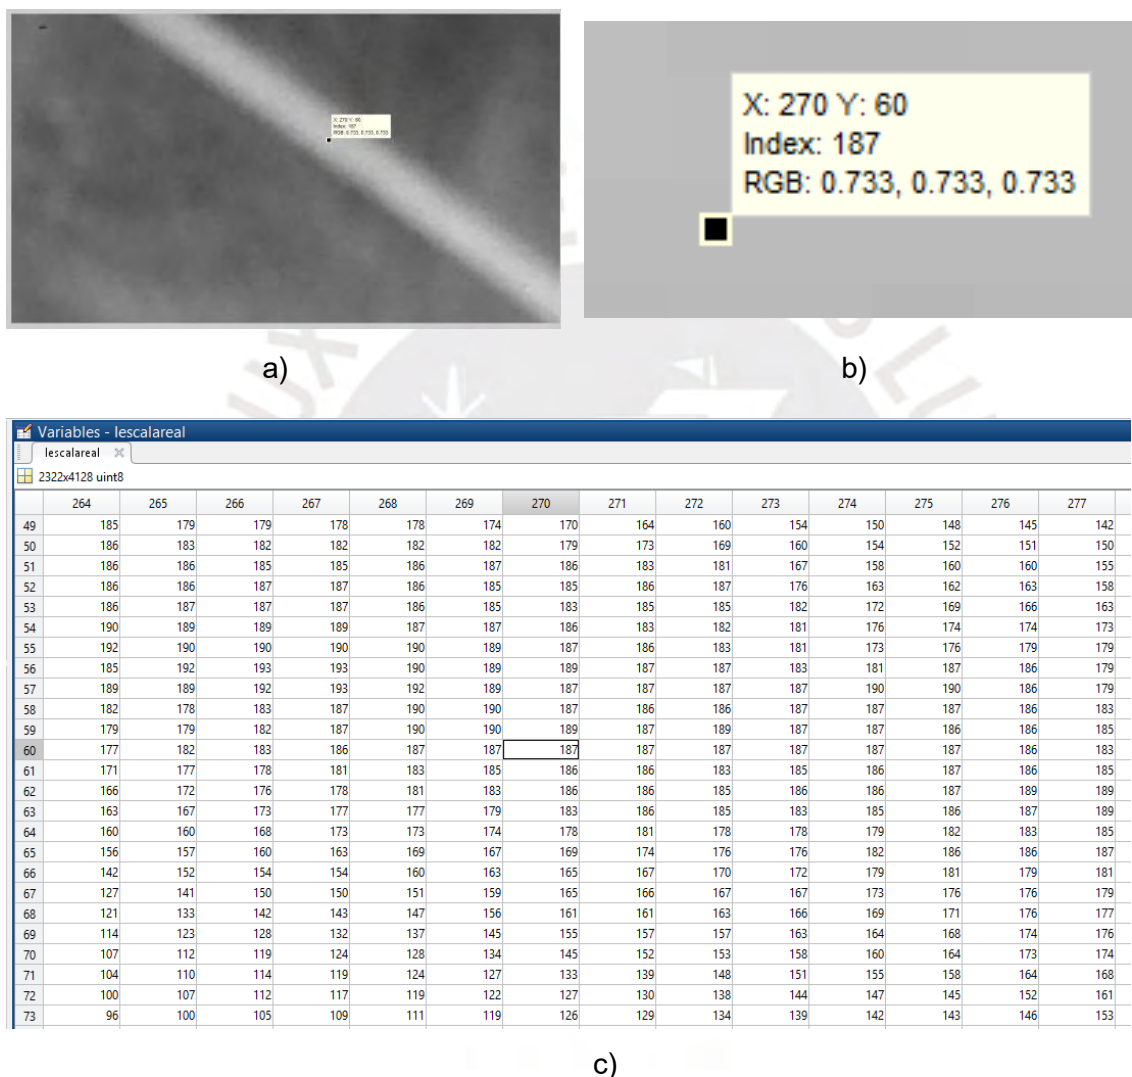 X: 270 Y: 60
Index: 187
RGB: 0.733, 0.733, 0.733
X: 270 Y: 60
Index: 187
RGB: 0.733, 0.733, 0.733
a)
b)
Variables - Iescalareal
Iescalareal
2322x4128 uint8
264 265 266 267 268 269 270 271 272 273 274 275 276 277
49 185 179 179 178 178 174 170 164 160 154 150 148 145 142
50 186 183 182 182 182 182 179 173 169 160 154 152 151 150
51 186 186 185 185 186 187 186 183 181 167 158 160 160 155
52 186 186 187 187 186 185 185 186 187 176 163 162 163 158
53 186 187 187 187 186 185 183 185 185 182 172 169 166 163
54 190 189 189 189 187 187 186 183 182 181 176 174 174 173
55 192 190 190 190 190 189 187 186 183 181 173 176 179 179
56 185 192 193 193 190 189 189 187 187 183 181 187 186 179
57 189 189 192 193 192 189 187 187 187 187 190 190 186 179
58 182 178 183 187 190 190 187 186 186 187 187 187 186 183
59 179 179 182 187 190 190 189 187 189 187 187 186 186 185
60 177 182 183 186 187 187 187 187 187 187 187 187 186 183
61 171 177 178 181 183 185 186 186 183 185 186 187 186 185
62 166 172 176 178 181 183 186 186 185 186 186 187 189 189
63 163 167 173 177 177 179 183 186 185 183 185 186 187 189
64 160 160 168 173 173 174 178 181 178 178 179 182 183 185
65 156 157 160 163 169 167 169 174 176 176 182 186 186 187
66 142 152 154 154 160 163 165 167 170 172 179 181 179 181
67 127 141 150 150 151 159 165 166 167 167 173 176 176 179
68 121 133 142 143 147 156 161 161 163 166 169 171 176 177
69 114 123 128 132 137 145 155 157 157 163 164 168 174 176
70 107 112 119 124 128 134 145 152 153 158 160 164 173 174
71 104 110 114 119 124 127 133 139 148 151 155 158 164 168
72 100 107 112 117 119 122 127 130 138 144 147 145 152 161
73 96 100 105 109 111 119 126 129 134 139 142 143 146 153
c)